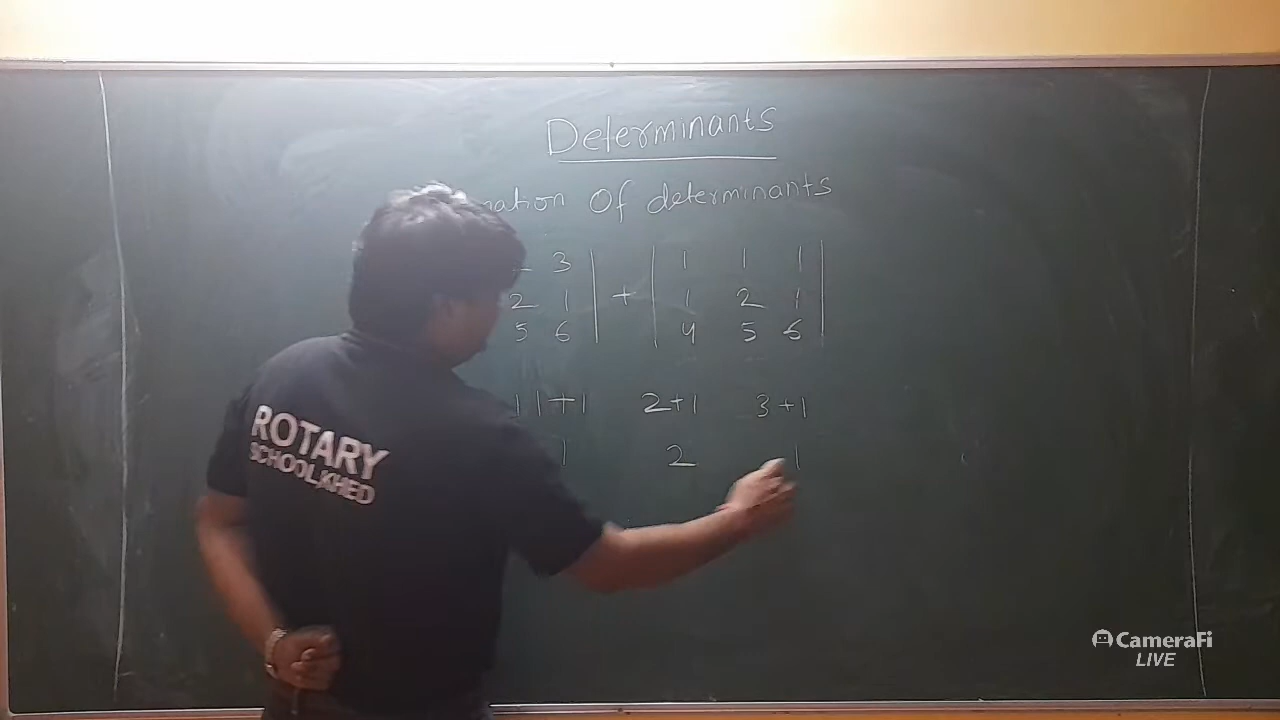 Determinants
Of determinants
3 | + | 1 1 1 |
2 1 | + | 1 2 1 |
5 6 | | 4 5 6 |
1+1 2+1 3+1
1 2 1
ROTARY
SCHOOL,KHED
CameraFi
LIVE